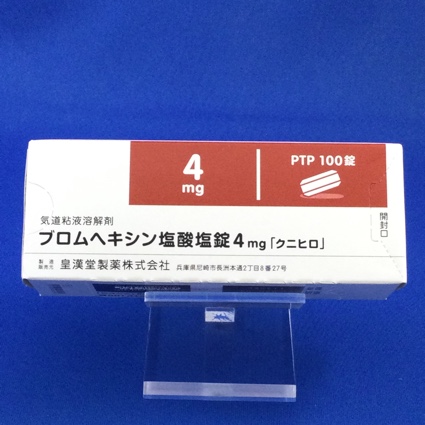 4
mg
PTP 100錠
開封口
気道粘液溶解剤
ブロムヘキシン塩酸塩錠4mg「クニヒロ」
製造販売元 皇漢堂製薬株式会社 兵庫県尼崎市長洲本通2丁目8番27号